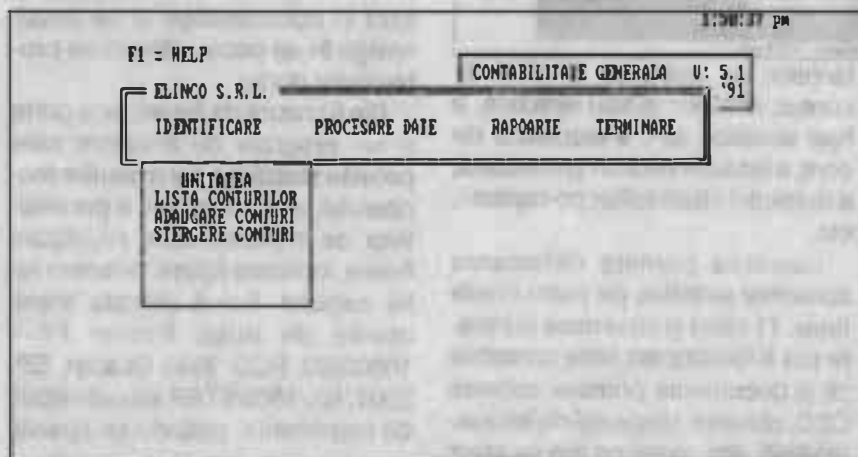 1:50:37 pm
F1 = HELP
CONTABILITATE GENERALA V: 5.1
'91
ELINCO S.R.L.
IDENTIFICARE PROCESARE DATE RAPOARTE TERMINARE
UNITATEA
LISTA CONTURILOR
ADAUGARE CONTURI
STERGERE CONTURI